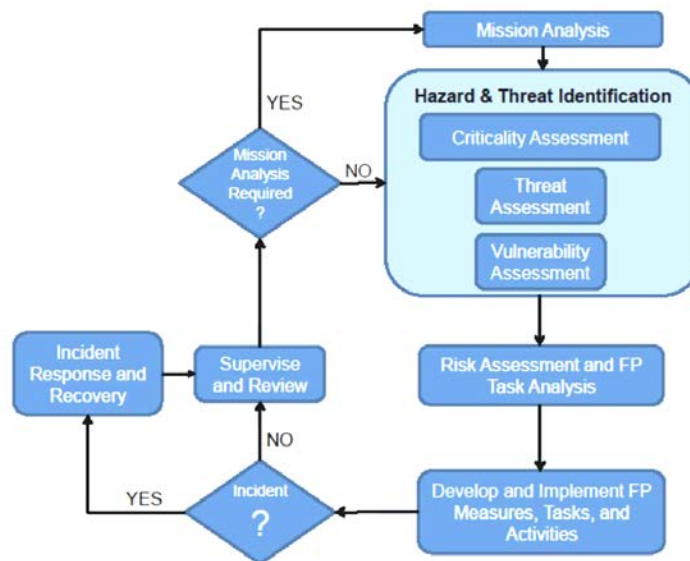 Mission Analysis
YES
Hazard & Threat Identification
Criticality Assessment
Mission
Analysis
Required
?
NO
Threat
Assessment
Vulnerability
Assessment
Incident
Response and
Recovery
Supervise
and Review
Risk Assessment and FP
Task Analysis
NO
YES
Incident
?
Develop and Implement FP
Measures, Tasks, and
Activities